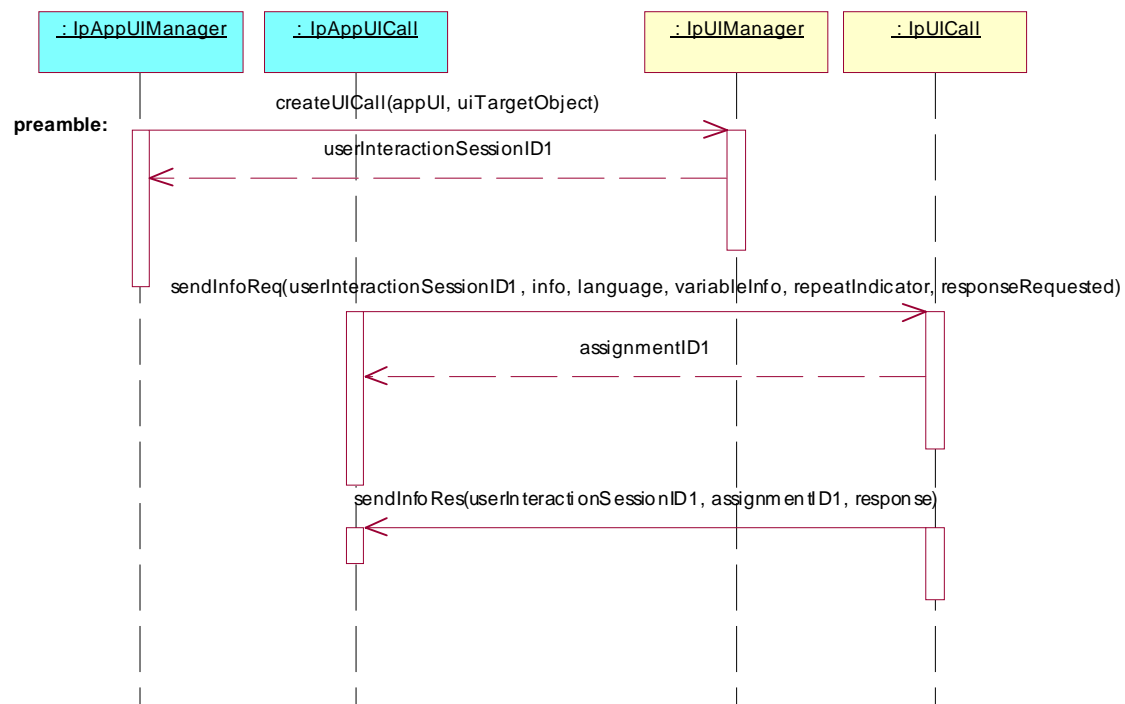 : IpAppUIManager
: IpAppUICall
: IpUIManager
: IpUICall
createUICall(appUI, uiTargetObject)
preamble:
userInteractionSessionID1
sendInfoReq(userInteractionSessionID1, info, language, variableInfo, repeatIndicator, responseRequested)
assignmentID1
sendInfoRes(userInteractionSessionID1, assignmentID1, response)